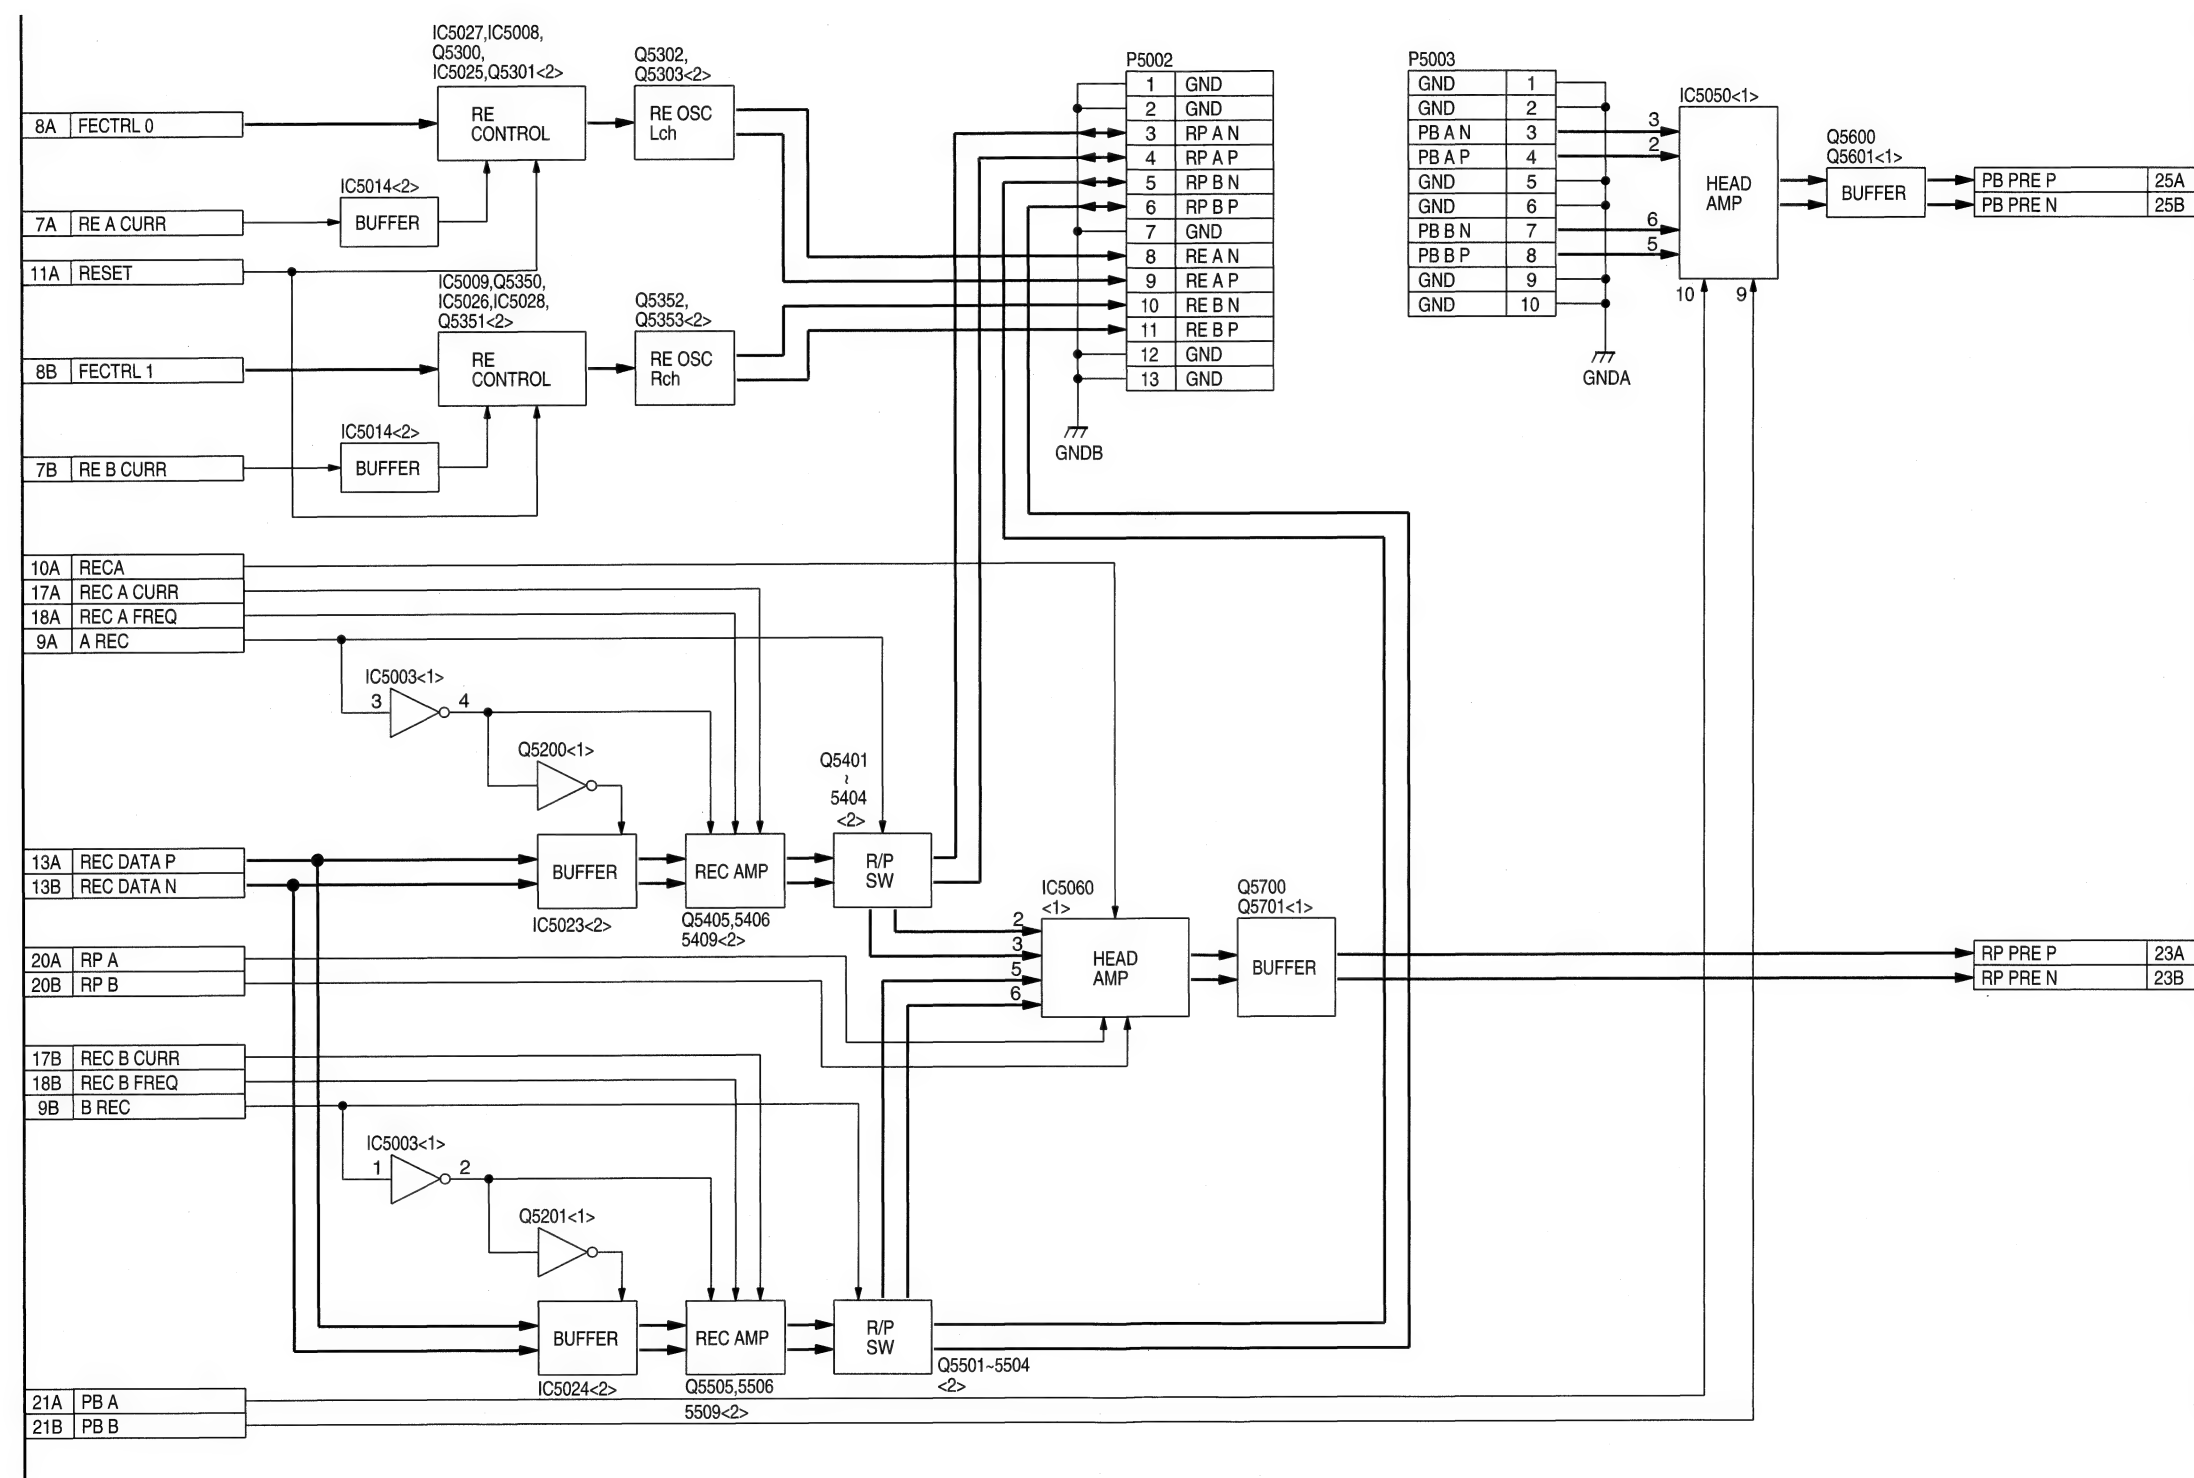 IC5027,IC5008,
Q5300,
IC5025,Q5301<2>
Q5302,
Q5303<2>
8A FECTRL 0
RE
CONTROL
RE OSC
Lch
IC5014<2>
7A RE A CURR
BUFFER
11A RESET
IC5009,Q5350,
IC5026,IC5028,
Q5351<2>
Q5352,
Q5353<2>
8B FECTRL 1
RE
CONTROL
RE OSC
Rch
IC5014<2>
7B RE B CURR
BUFFER
P5002
1 GND
2 GND
3 RP A N
4 RP A P
5 RP B N
6 RP B P
7 GND
8 RE A N
9 RE A P
10 RE B N
11 RE B P
12 GND
13 GND
GNDB
P5003
GND 1
GND 2
PB A N 3
PB A P 4
GND 5
GND 6
PB B N 7
PB B P 8
GND 9
GND 10
GNDA
IC5050<1>
3
2
6
5
HEAD
AMP
10 9
Q5600
Q5601<1>
BUFFER
PB PRE P 25A
PB PRE N 25B
10A RECA
17A REC A CURR
18A REC A FREQ
9A A REC
IC5003<1>
3 4
Q5200<1>
Q5401
~
5404
<2>
13A REC DATA P
13B REC DATA N
BUFFER
IC5023<2>
REC AMP
Q5405,5406
5409<2>
R/P
SW
20A RP A
20B RP B
IC5060
<1>
2
3
5
6
HEAD
AMP
Q5700
Q5701<1>
BUFFER
RP PRE P 23A
RP PRE N 23B
17B REC B CURR
18B REC B FREQ
9B B REC
IC5003<1>
1 2
Q5201<1>
BUFFER
IC5024<2>
REC AMP
Q5505,5506
5509<2>
R/P
SW
Q5501~5504
<2>
21A PB A
21B PB B